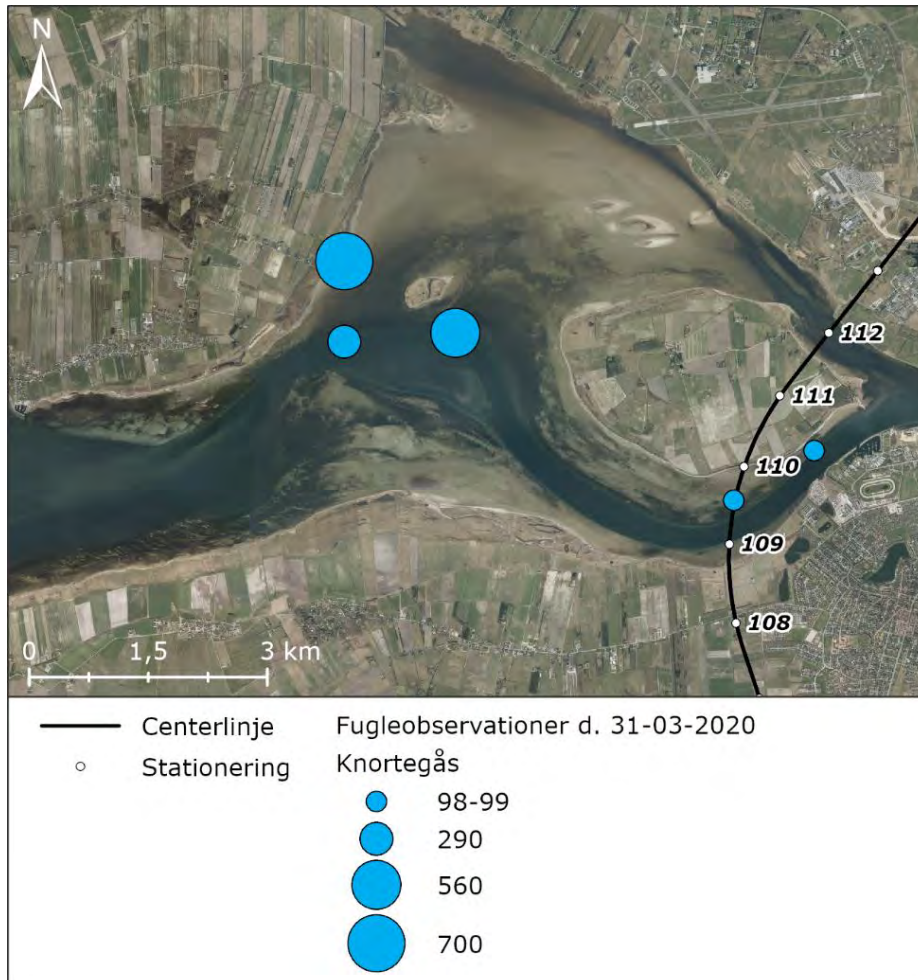 N
112
111
110
109
108
0 1,5 3 km
Centerlinje
Stationering
Fugleobservationer d. 31-03-2020
Knortegås
98-99
290
560
700